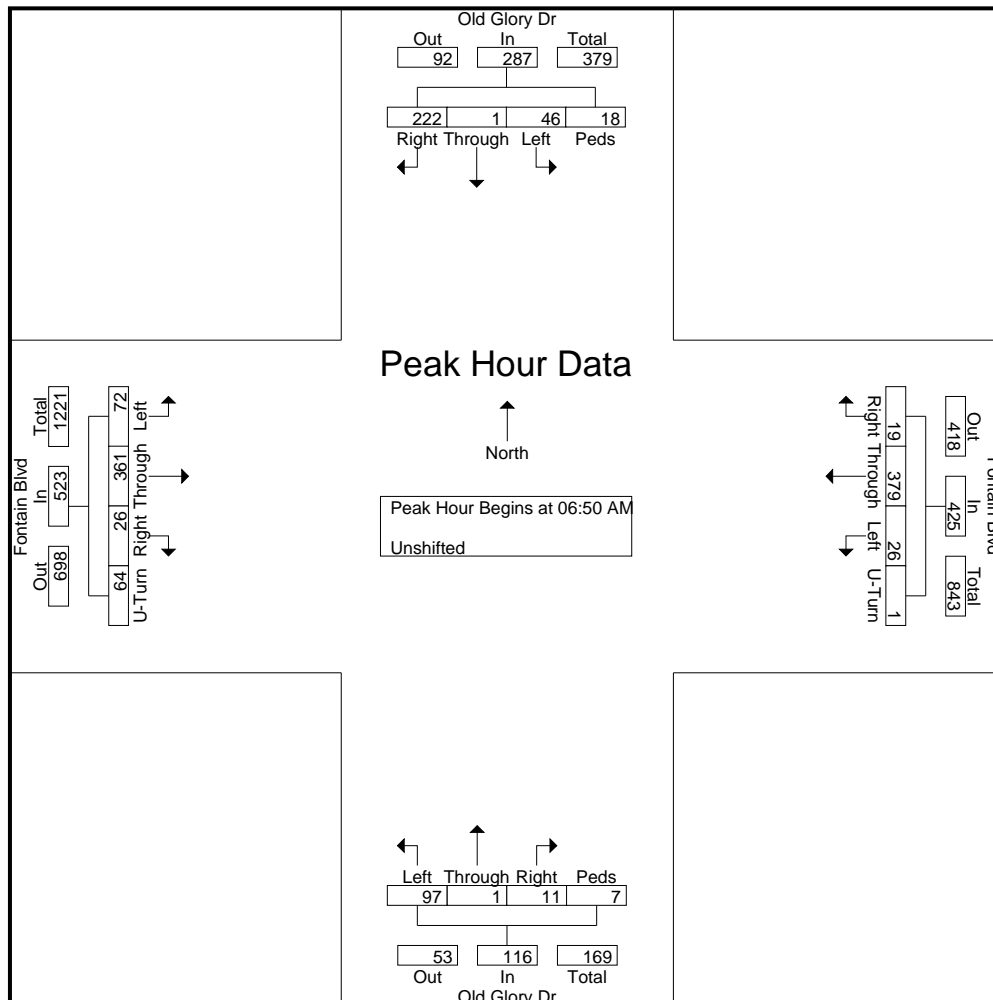 Old Glory Dr
Out In Total
92 287 379
222 1 46 18
Right Through Left Peds
Peak Hour Data
North
Peak Hour Begins at 06:50 AM
Unshifted
Fontain Blvd
Total In Out
1221 523 698
72 361 26 64
Left Through Right U-Turn
Right Through Left U-Turn
19 379 26 1
Out In Total
418 425 843
Fontain Blvd
Left Through Right Peds
97 1 11 7
53 116 169
Out In Total
Old Glory Dr